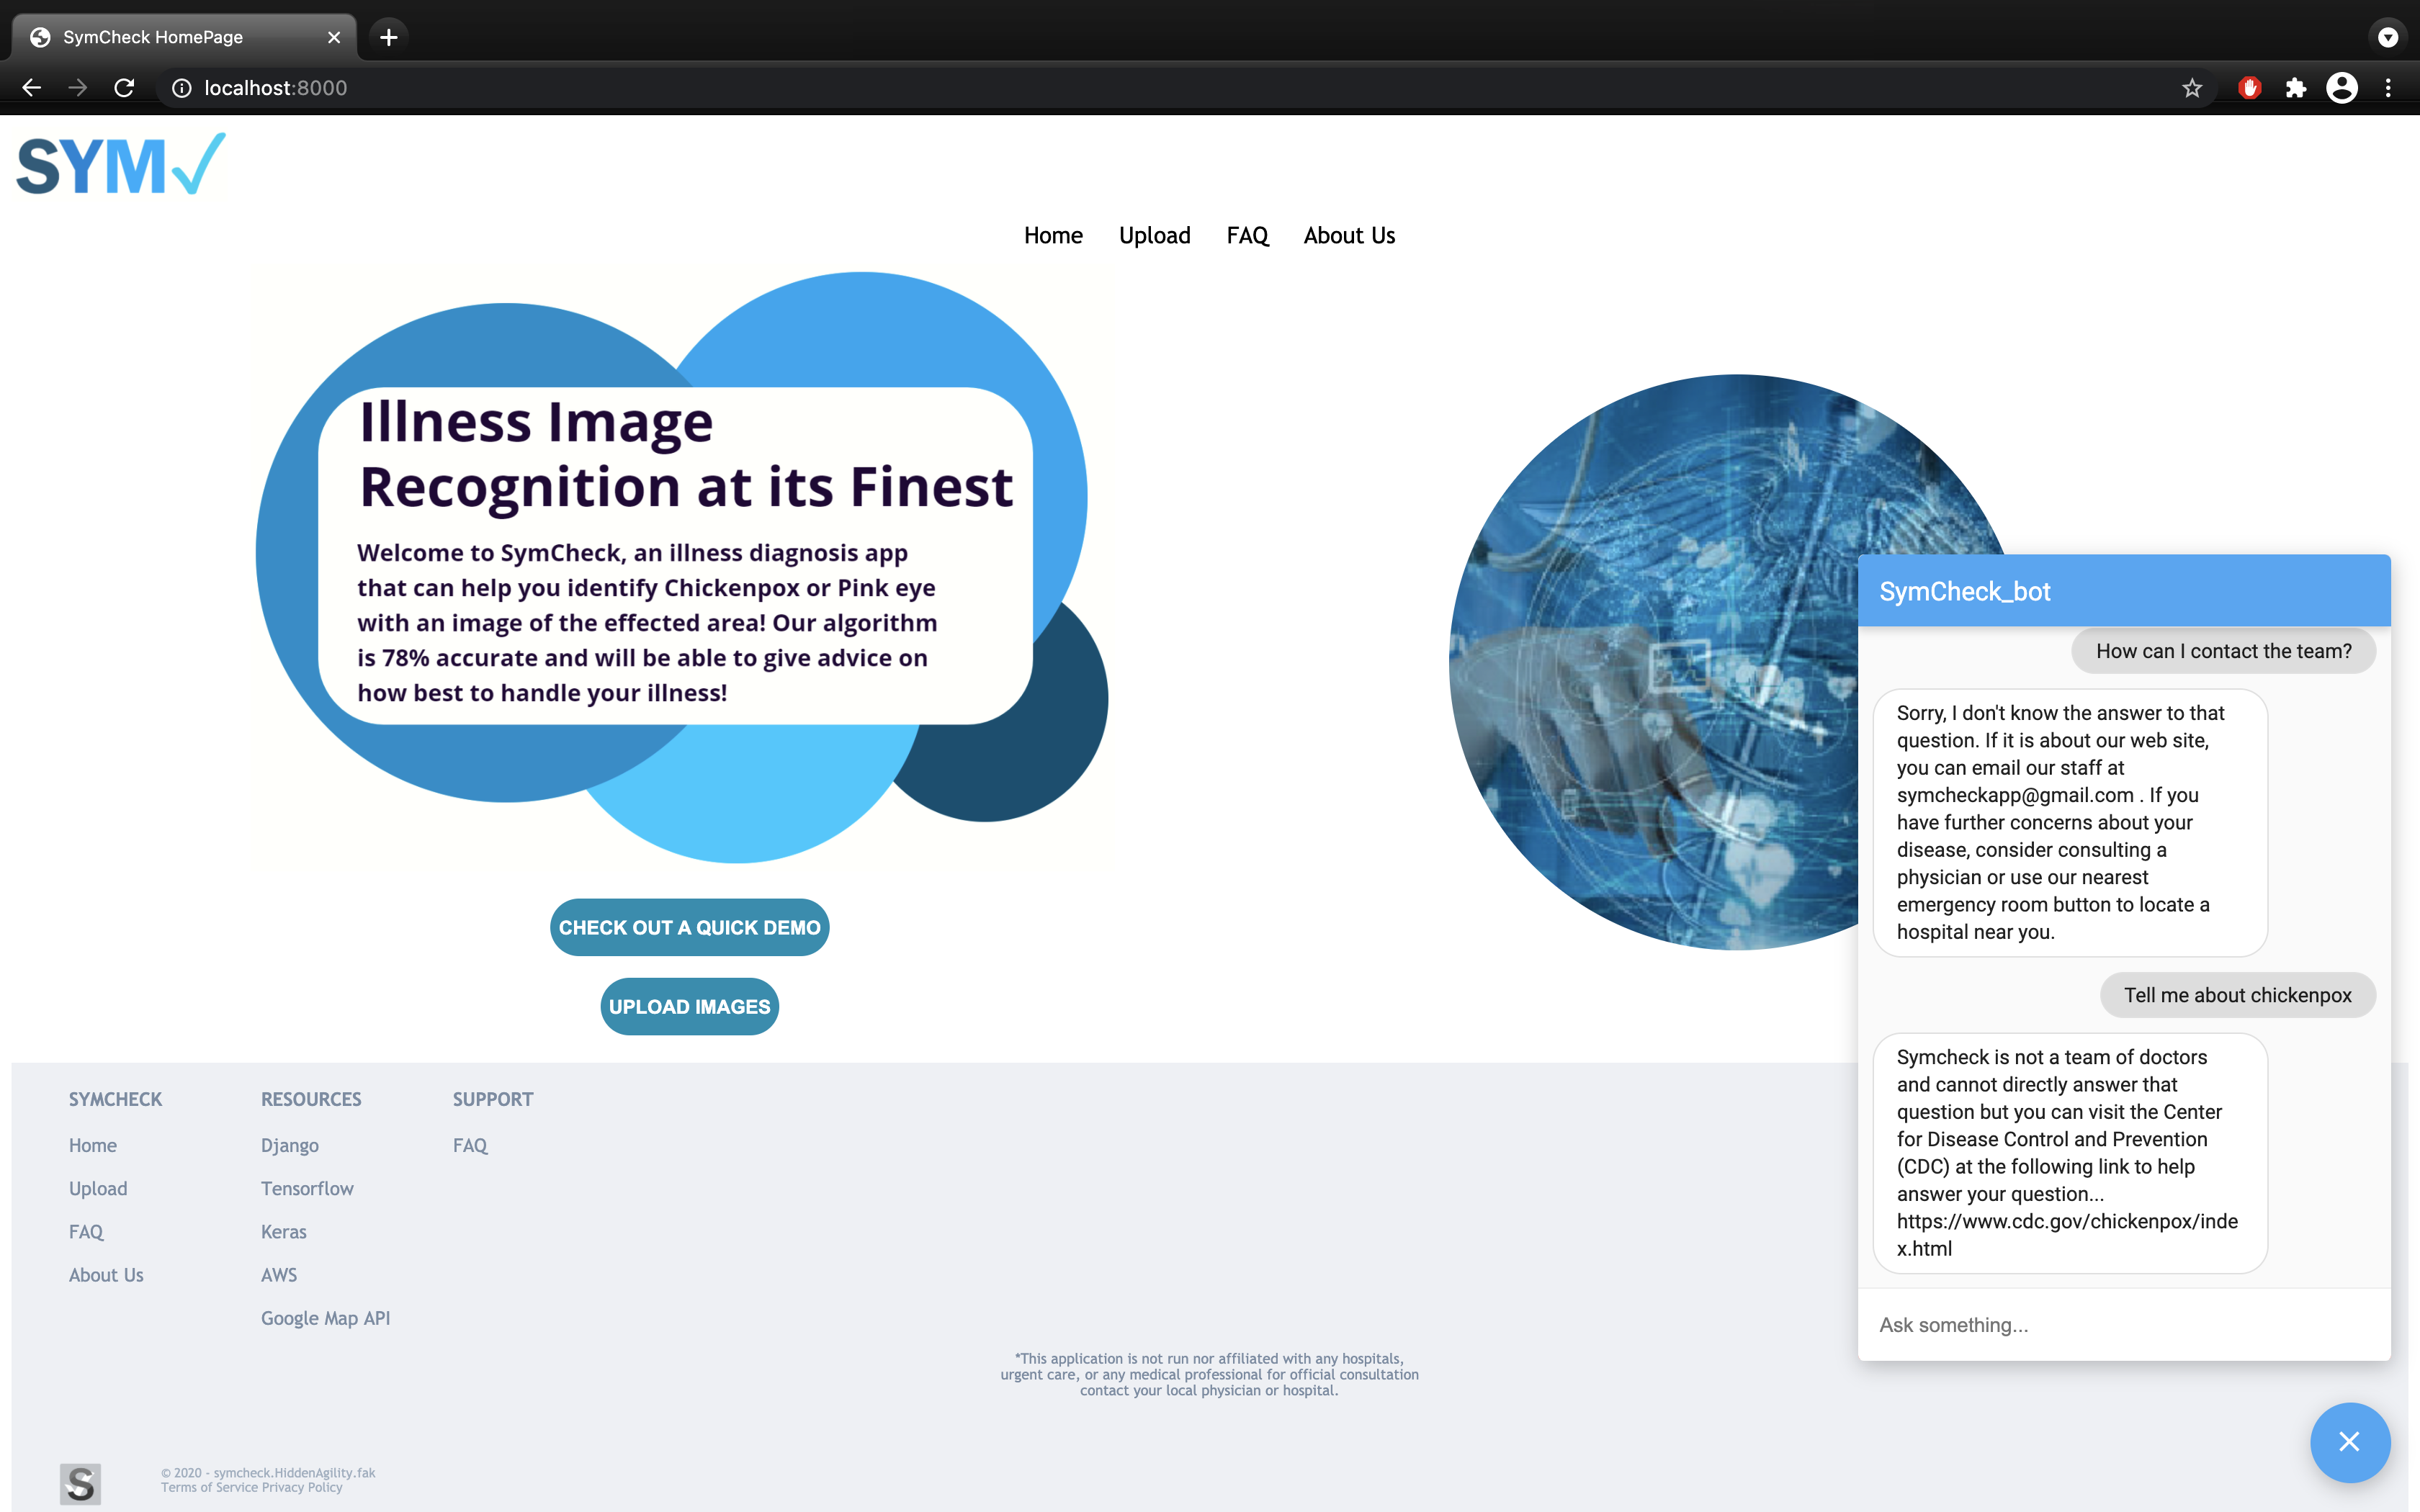 SymCheck HomePage
localhost:8000
SYM
Home Upload FAQ About Us
Illness Image
Recognition at its Finest
Welcome to SymCheck, an illness diagnosis app
that can help you identify Chickenpox or Pink eye
with an image of the effected area! Our algorithm
is 78% accurate and will be able to give advice on
how best to handle your illness!
CHECK OUT A QUICK DEMO
UPLOAD IMAGES
SymCheck_bot
How can I contact the team?
Sorry, I don't know the answer to that
question. If it is about our web site,
you can email our staff at
symcheckapp@gmail.com . If you
have further concerns about your
disease, consider consulting a
physician or use our nearest
emergency room button to locate a
hospital near you.
Tell me about chickenpox
Symcheck is not a team of doctors
and cannot directly answer that
question but you can visit the Center
for Disease Control and Prevention
(CDC) at the following link to help
answer your question...
https://www.cdc.gov/chickenpox/inde
x.html
Ask something...
SYMCHECK
Home
Upload
FAQ
About Us
RESOURCES
Django
Tensorflow
Keras
AWS
Google Map API
SUPPORT
FAQ
*This application is not run nor affiliated with any hospitals,
urgent care, or any medical professional for official consultation
contact your local physician or hospital.
S
© 2020 - symcheck.HiddenAgility.fak
Terms of Service Privacy Policy